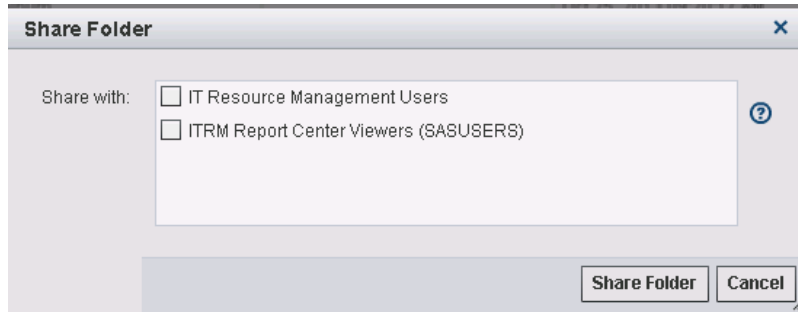 Share Folder
Share with:
IT Resource Management Users
ITRM Report Center Viewers (SASUSERS)
Share Folder
Cancel